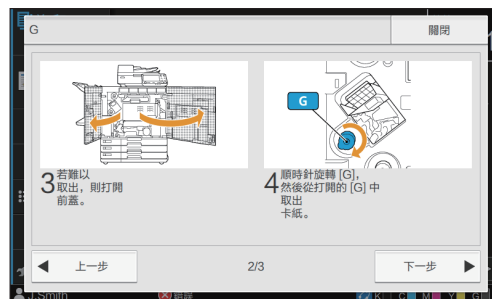 G
關閉
G
3 若難以
取出，則打開
前蓋。
4 順時針旋轉 [G]，
然後從打開的 [G] 中
取出
卡紙。
上一步
2/3
下一步
J.Smith
錯誤
K C M Y G